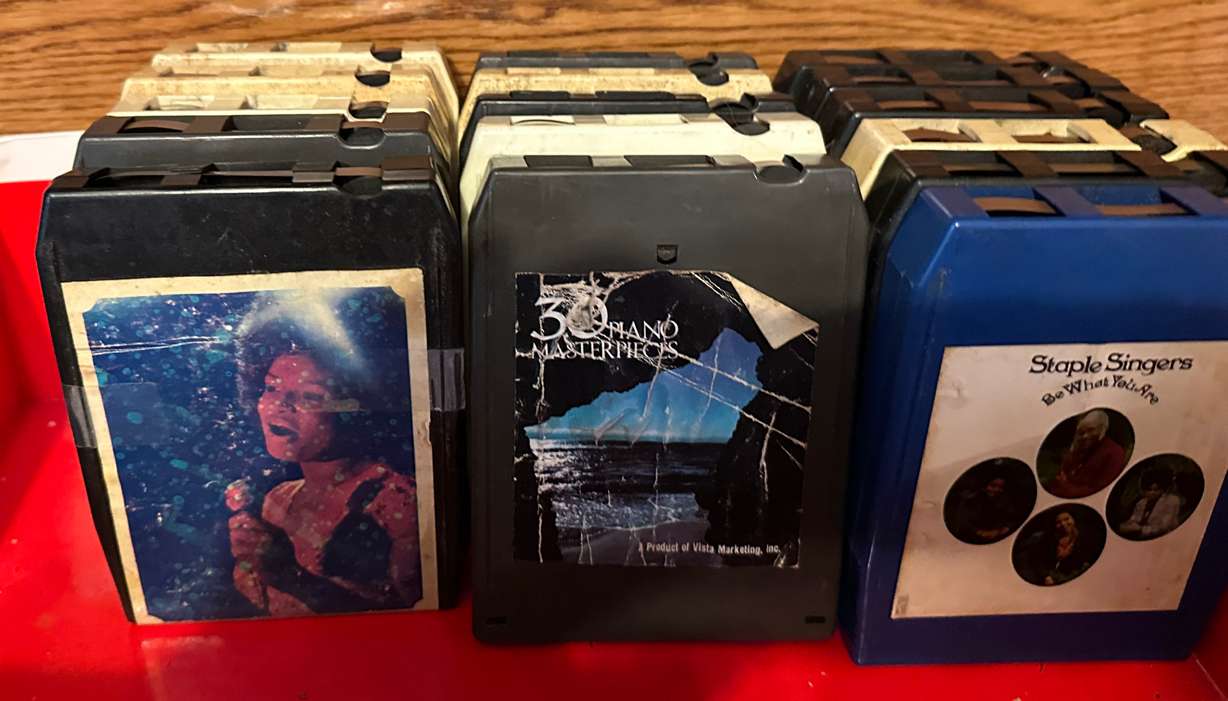 30 PIANO
MASTERPIECES
a Product of Vista Marketing, Inc.
Staple Singers
Be What You Are